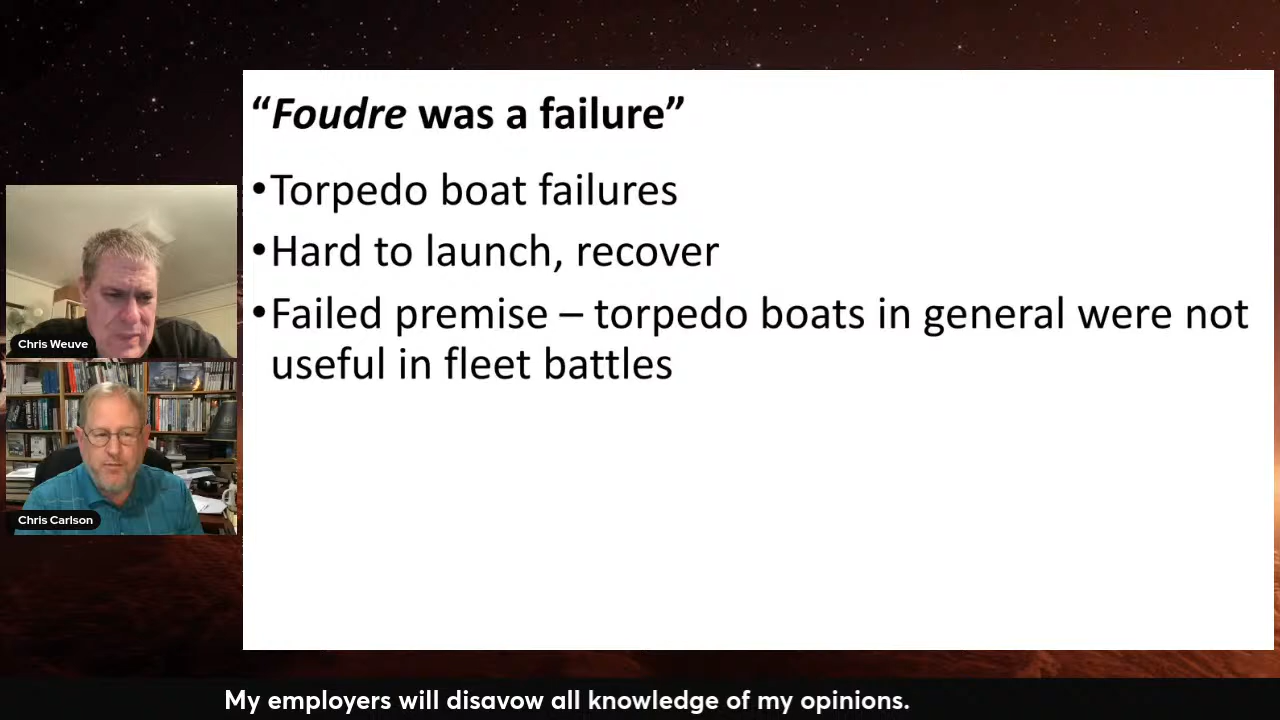 “Foudre was a failure”
•Torpedo boat failures
•Hard to launch, recover
•Failed premise – torpedo boats in general were not
useful in fleet battles
Chris Weuve
Chris Carlson
My employers will disavow all knowledge of my opinions.